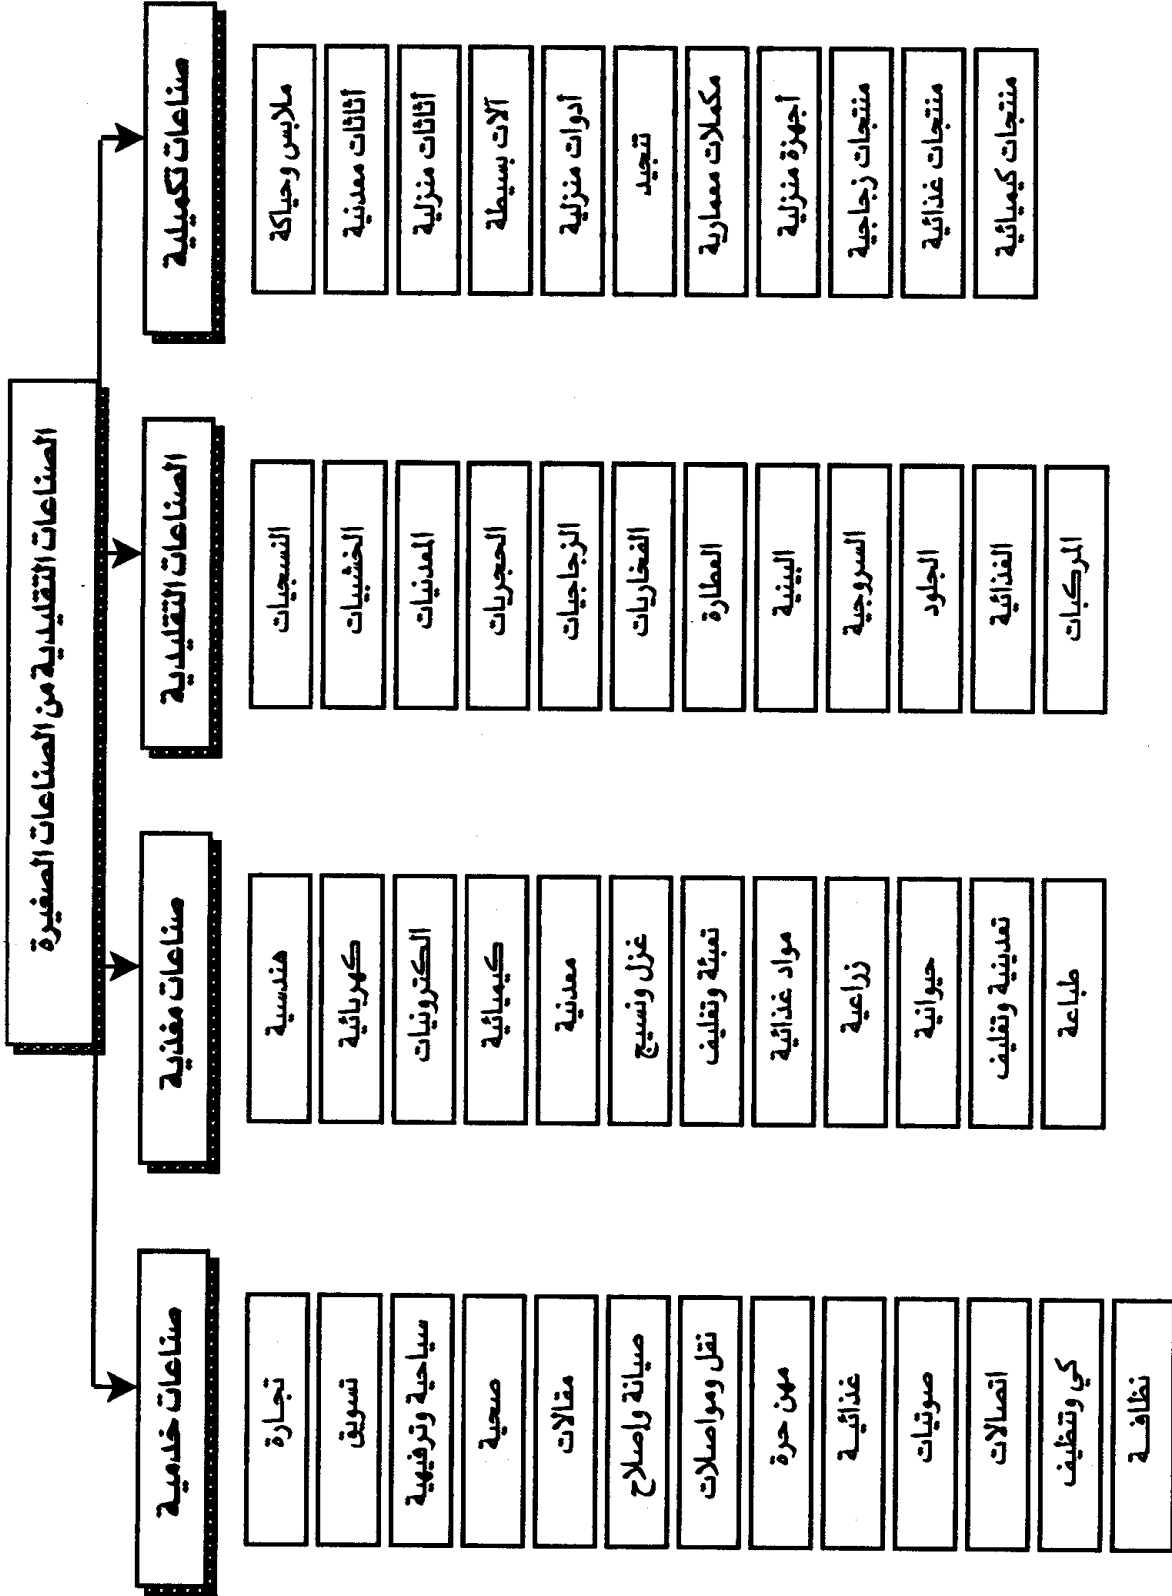 الصناعات التقليدية من الصناعات الصغيرة
صناعات تكميلية
ملابس وحياكة
أثاثات معدنية
أثاثات منزلية
آلات بسيطة
أدوات منزلية
تنجيد
مكملات معمارية
أجهزة منزلية
منتجات زجاجية
منتجات غذائية
منتجات كيميائية
الصناعات التقليدية
النسجيات
الخشبيات
المعدنيات
الحجريات
الزجاجيات
الفخاريات
العطارة
البيئية
السروجية
الجلود
الغذائية
المركبات
صناعات مغذية
هندسية
كهربائية
الكترونيات
كيميائية
معدنية
غزل ونسيج
تعبئة وتغليف
مواد غذائية
زراعية
حيوانية
تعدينية وتغليف
طباعة
صناعات خدمية
تجارة
تسويق
سياحية وترفيهية
صحية
مقالات
صيانة واصلاح
نقل ومواصلات
مهن حرة
غذائية
صوتيات
اتصالات
كي وتنظيف
نظافة